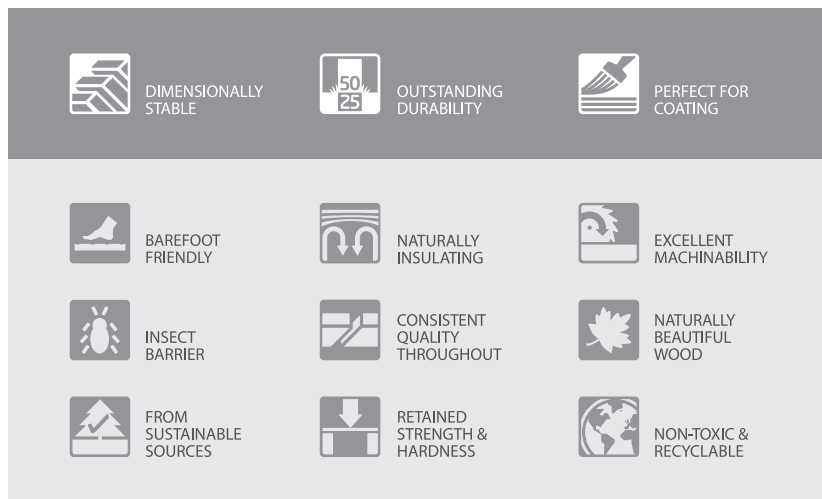 DIMENSIONALLY
STABLE
50
25
OUTSTANDING
DURABILITY
PERFECT FOR
COATING
BAREFOOT
FRIENDLY
NATURALLY
INSULATING
EXCELLENT
MACHINABILITY
INSECT
BARRIER
CONSISTENT
QUALITY
THROUGHOUT
NATURALLY
BEAUTIFUL
WOOD
FROM
SUSTAINABLE
SOURCES
RETAINED
STRENGTH &
HARDNESS
NON-TOXIC &
RECYCLABLE